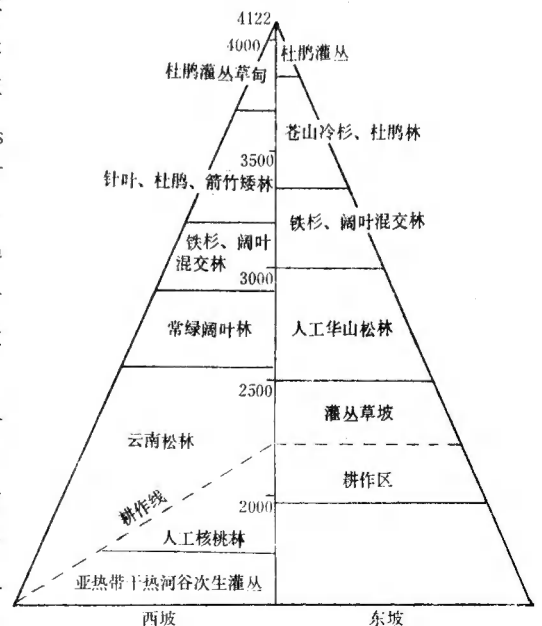 4122
4000
杜鹃灌丛
杜鹃灌丛草甸
苍山冷杉、杜鹃林
3500
针叶、杜鹃、箭竹矮林
铁杉、阔叶混交林
铁杉、阔叶
混交林
3000
常绿阔叶林
人工华山松林
2500
灌丛草坡
云南松林
耕作区
2000
耕作线
人工核桃林
亚热带干热河谷次生灌丛
西坡
东坡